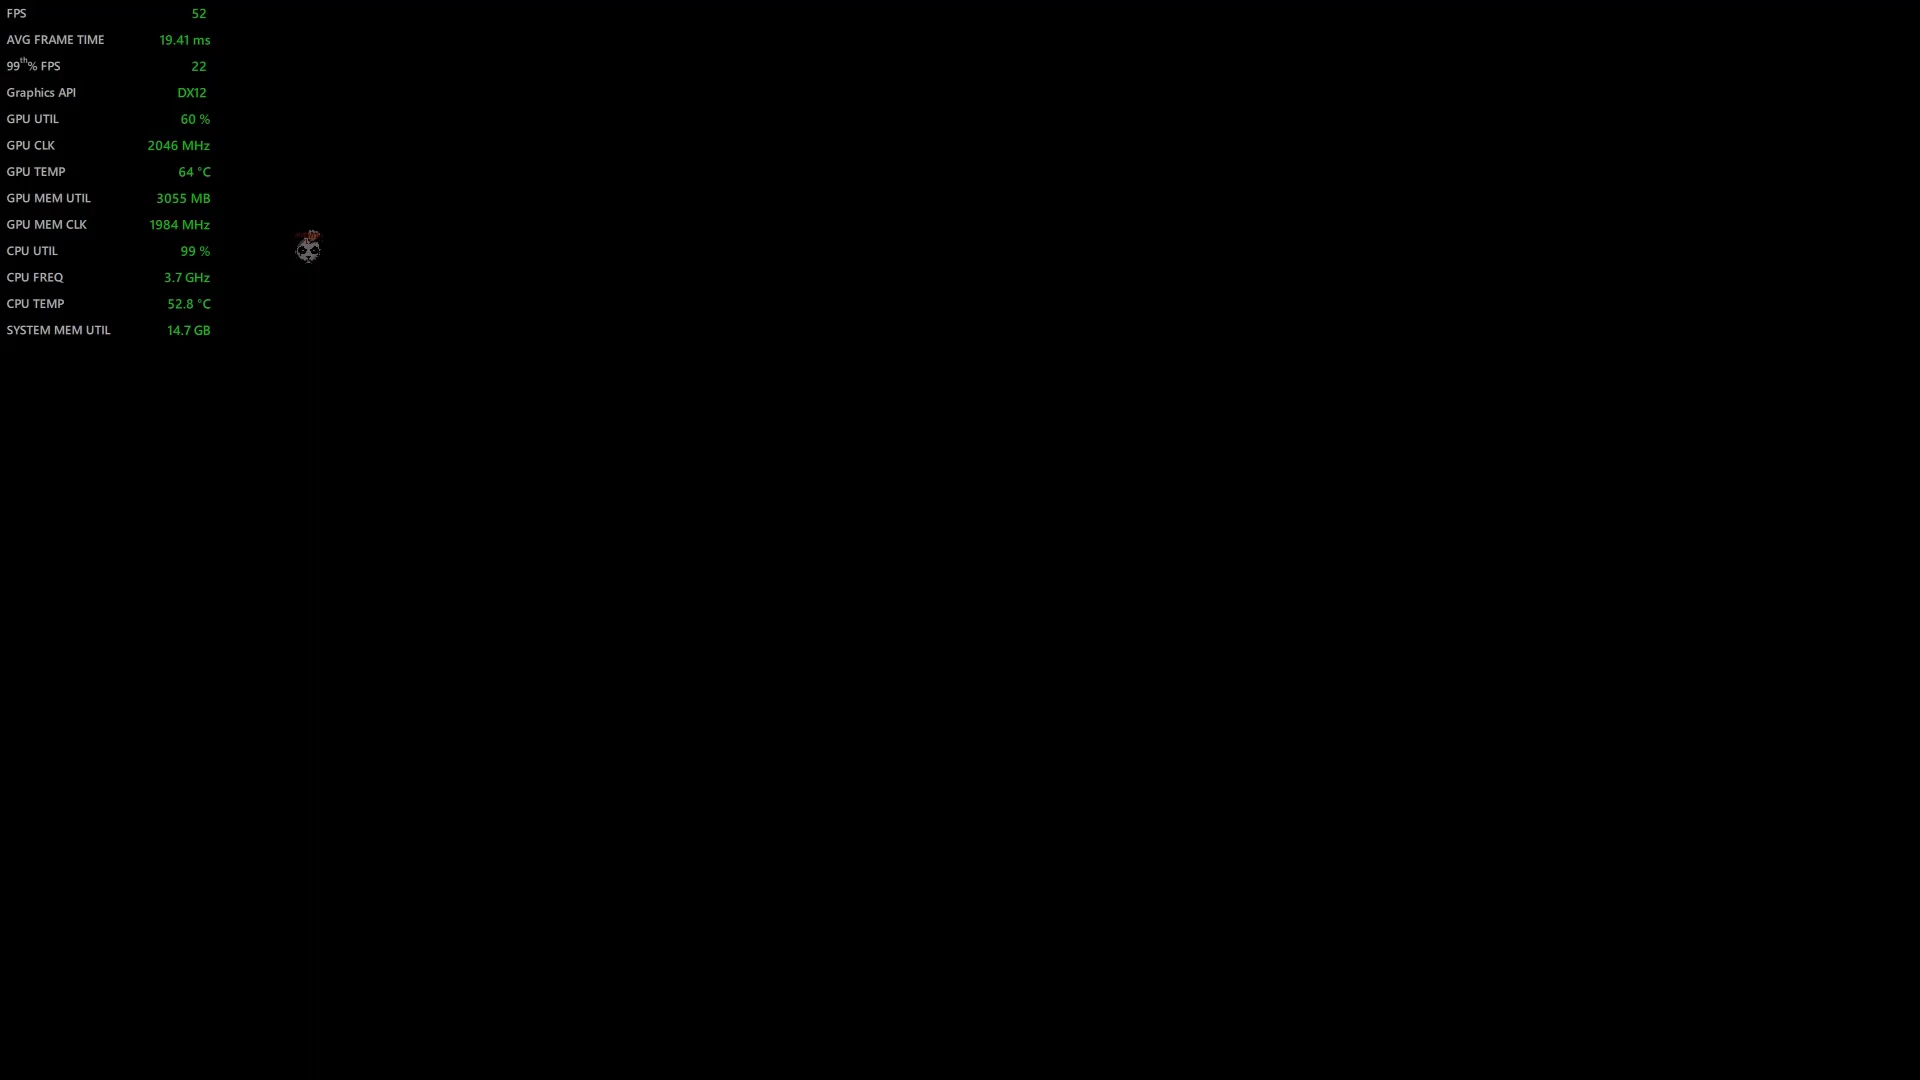 FPS 52
AVG FRAME TIME 19.41 ms
99th% FPS 22
Graphics API DX12
GPU UTIL 60 %
GPU CLK 2046 MHz
GPU TEMP 64 °C
GPU MEM UTIL 3055 MB
GPU MEM CLK 1984 MHz
CPU UTIL 99 %
CPU FREQ 3.7 GHz
CPU TEMP 52.8 °C
SYSTEM MEM UTIL 14.7 GB